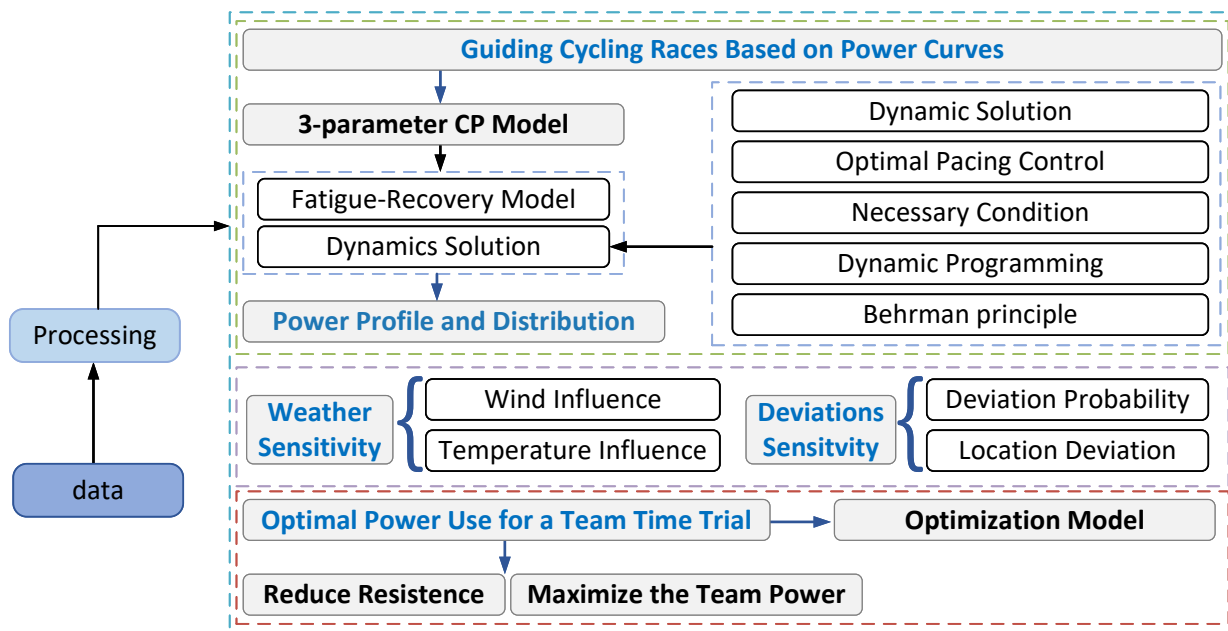 Guiding Cycling Races Based on Power Curves
3-parameter CP Model
Fatigue-Recovery Model
Dynamics Solution
Power Profile and Distribution
Dynamic Solution
Optimal Pacing Control
Necessary Condition
Dynamic Programming
Behrman principle
Processing
data
Weather
Sensitivity
Wind Influence
Temperature Influence
Deviations
Sensitvity
Deviation Probability
Location Deviation
Optimal Power Use for a Team Time Trial
Optimization Model
Reduce Resistence
Maximize the Team Power